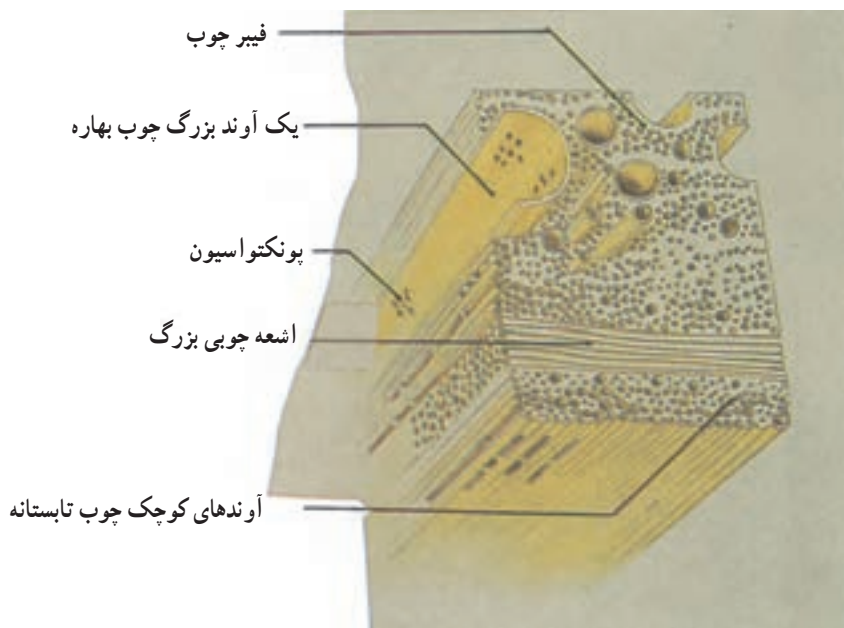 فیبر چوب
یک آوند بزرگ چوب بهاره
پونکتواسیون
اشعه چوبی بزرگ
آوندهای کوچک چوب تابستانه